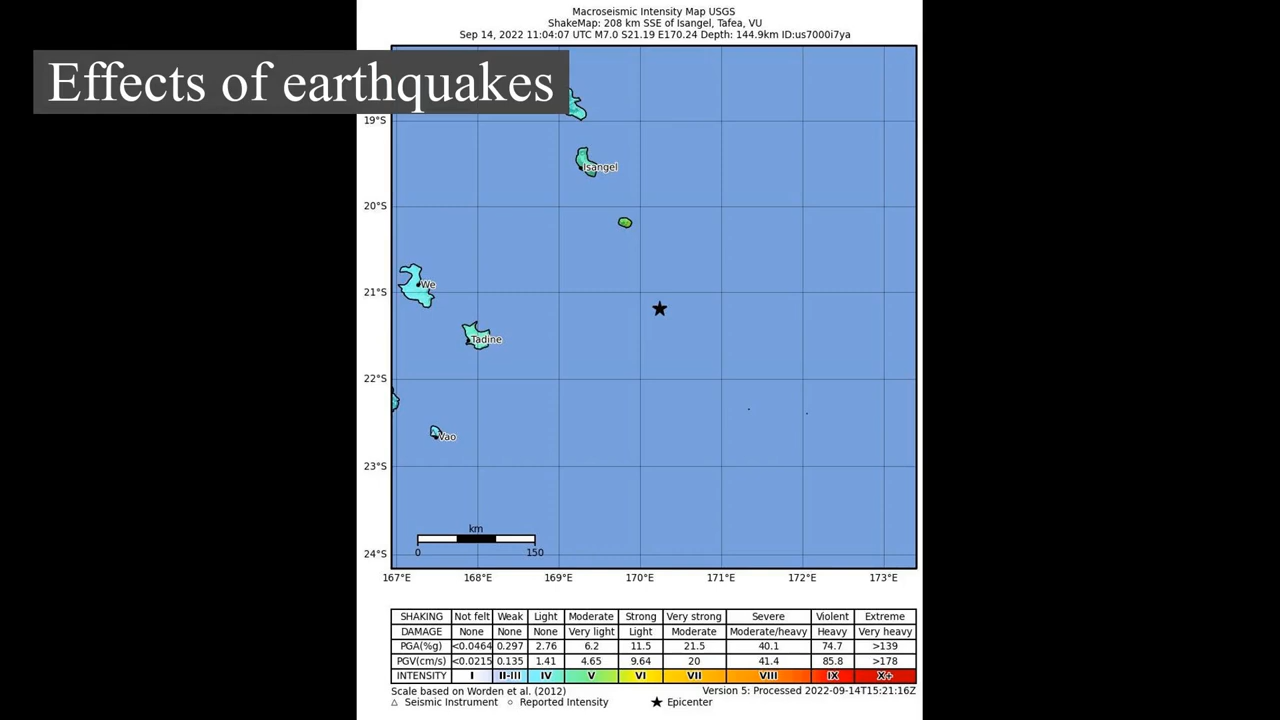 Macroseismic Intensity Map USGS
ShakeMap: 208 km SSE of Isangel, Tafea, VU
Sep 14, 2022 11:04:07 UTC M7.0 S21.19 E170.24 Depth: 144.9km ID:us7000i7ya
Effects of earthquakes
19°S
Isangel
20°S
We
21°S
Tadine
22°S
Vao
23°S
km
0 150
24°S
167°E 168°E 169°E 170°E 171°E 172°E 173°E
SHAKING Not felt Weak Light Moderate Strong Very strong Severe Violent Extreme
DAMAGE None None None Very light Light Moderate Moderate/heavy Heavy Very heavy
PGA(%g) <0.0464 0.297 2.76 6.2 11.5 21.5 40.1 74.7 >139
PGV(cm/s) <0.0215 0.135 1.41 4.65 9.64 20 41.4 85.8 >178
INTENSITY I II-III IV V VI VII VIII IX X+
Scale based on Worden et al. (2012) Version 5: Processed 2022-09-14T15:21:16Z
△ Seismic Instrument ○ Reported Intensity ★ Epicenter